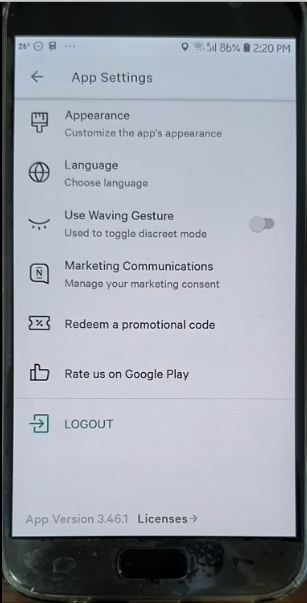 26° 86% 2:20 PM
App Settings
Appearance
Customize the app's appearance
Language
Choose language
Use Waving Gesture
Used to toggle discreet mode
Marketing Communications
Manage your marketing consent
Redeem a promotional code
Rate us on Google Play
LOGOUT
App Version 3.46.1 Licenses